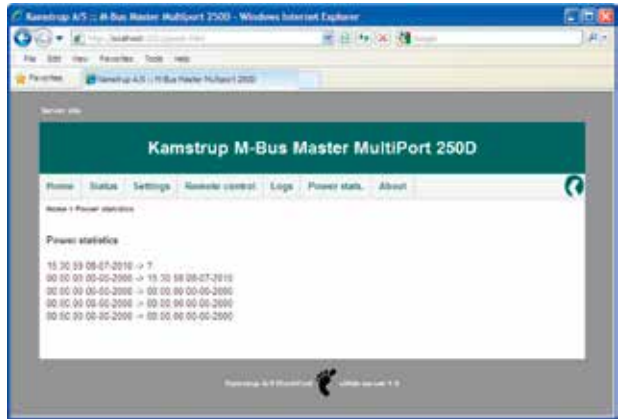 Kamstrup A/S :: M-Bus Master Multiport 250D - Windows Internet Explorer
File Edit View Favorites Tools Help
Favorites Kamstrup A/S :: M-Bus Master Multiport 250D
Server site
Kamstrup M-Bus Master MultiPort 250D
Home Status Settings Remote control Logs Power stats. About
Home > Power statistics
Power statistics
15:30:59 08-07-2010 -> ?
00:00:00 00-00-2000 -> 15:30:58 08-07-2010
00:00:00 00-00-2000 -> 00:00:00 00-00-2000
00:00:00 00-00-2000 -> 00:00:00 00-00-2000
00:00:00 00-00-2000 -> 00:00:00 00-00-2000
Kamstrup A/S